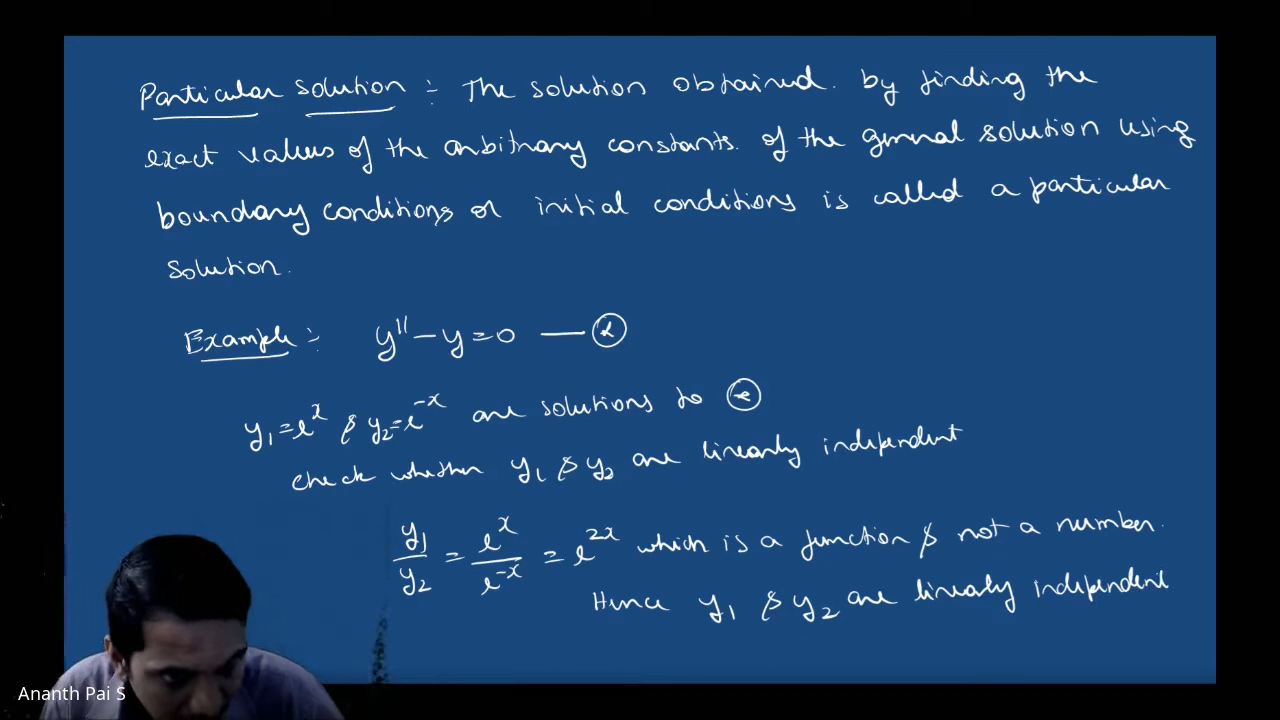 Particular solution :- The solution obtained. by finding the
exact values of the arbitrary constants. of the general solution using
boundary conditions or initial conditions is called a particular
solution.
Example :- y'' - y = 0 — (*)
y₁ = eˣ & y₂ = e⁻ˣ are solutions to (*)
Check whether y₁ & y₂ are linearly independent
y₁/y₂ = eˣ/e⁻ˣ = e²ˣ which is a function & not a number.
Hence y₁ & y₂ are linearly independent
Ananth Pai S